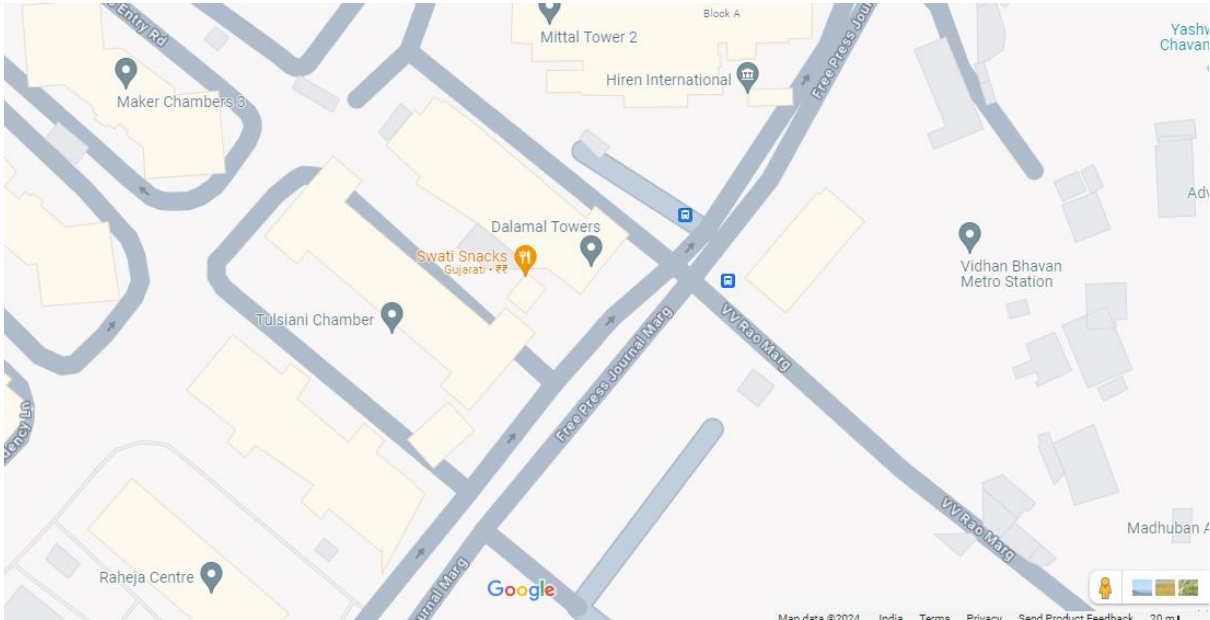 Block A
Mittal Tower 2
Yashw
Chavan
Entry Rd
Hiren International
Free Press Journal Marg
Maker Chambers 3
Adv
Dalamal Towers
Swati Snacks
Gujarati • ₹₹
Vidhan Bhavan
Metro Station
Tulsiani Chamber
VV Rao Marg
Free Press Journal Marg
dency Ln
VV Rao Marg
Madhuban A
Raheja Centre
Journal Marg
Google
Map data ©2024 India Terms Privacy Send Product Feedback 20 m